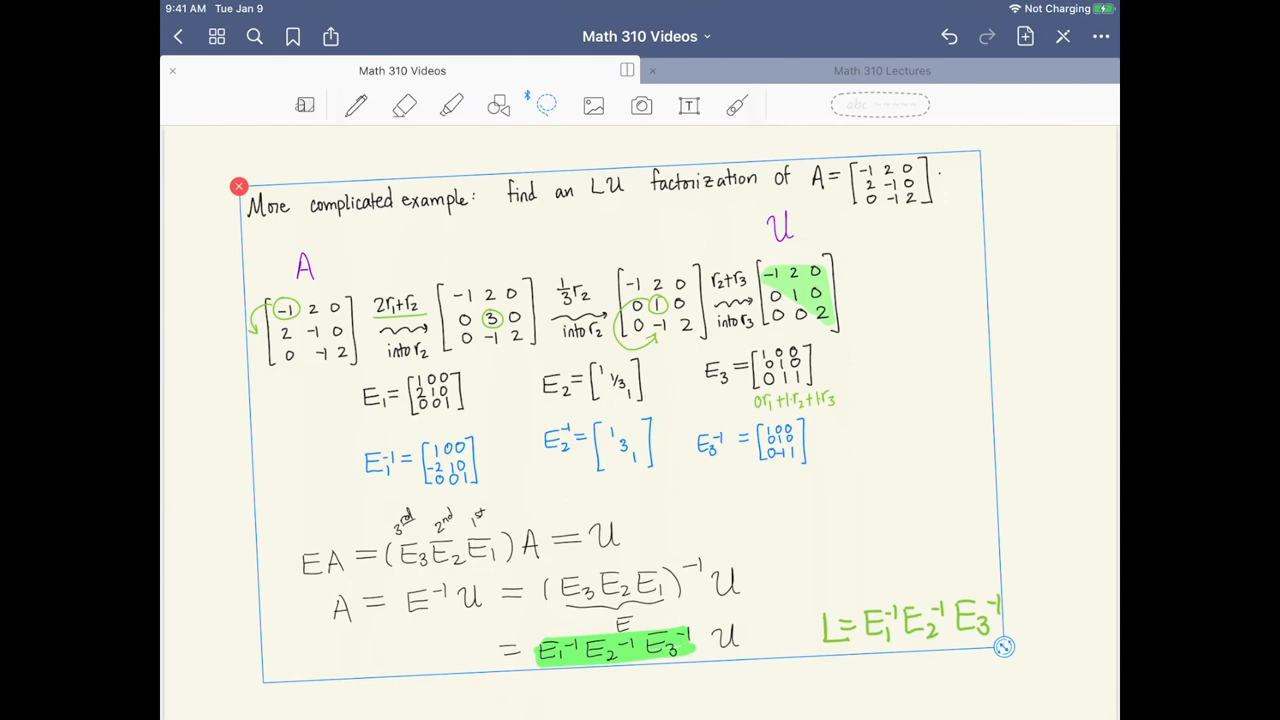 9:41 AM Tue Jan 9
Not Charging
Math 310 Videos
Math 310 Videos
Math 310 Lectures
abc
More complicated example: find an LU factorization of A = [-1 2 0; 2 -1 0; 0 -1 2].
A
U
[-1 2 0; 2 -1 0; 0 -1 2] 2r₁+r₂ into r₂ [-1 2 0; 0 3 0; 0 -1 2] 1/3 r₂ into r₂ [-1 2 0; 0 1 0; 0 -1 2] r₂+r₃ into r₃ [-1 2 0; 0 1 0; 0 0 2]
E₁ = [1 0 0; 2 1 0; 0 0 1] E₂ = [1 1/3 1] E₃ = [1 0 0; 0 1 0; 0 1 1]
0r₁+1·r₂+1·r₃
E₁⁻¹ = [1 0 0; -2 1 0; 0 0 1] E₂⁻¹ = [1 3 1] E₃⁻¹ = [1 0 0; 0 1 0; 0 -1 1]
3rd 2nd 1st
EA = (E₃E₂E₁)A = U
A = E⁻¹U = (E₃E₂E₁)⁻¹ U
E
= E₁⁻¹ E₂⁻¹ E₃⁻¹ U
L = E₁⁻¹ E₂⁻¹ E₃⁻¹